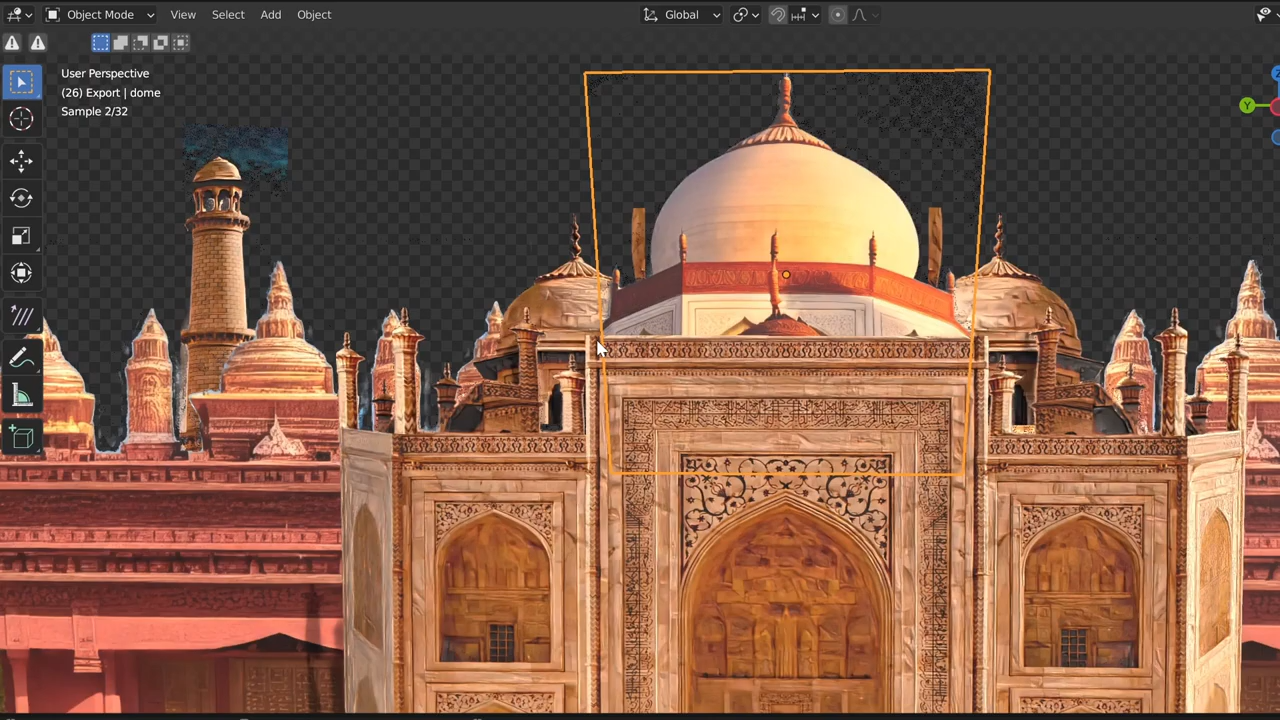 Object Mode View Select Add Object Global
User Perspective
(26) Export | dome
Sample 2/32
Y